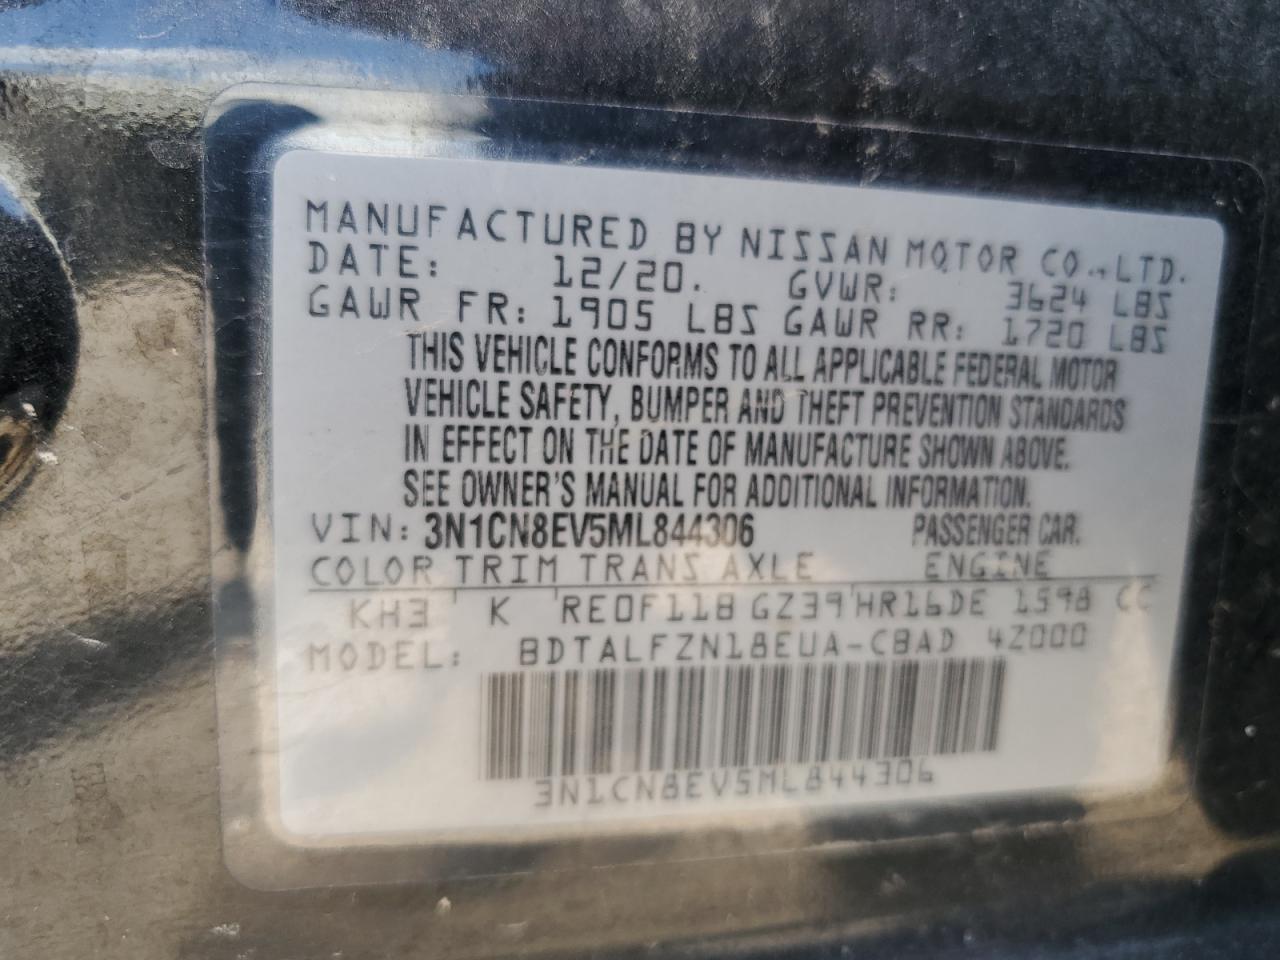 MANUFACTURED BY NISSAN MOTOR CO., LTD.
DATE: 12/20. GVWR: 3624 LBS
GAWR FR: 1905 LBS GAWR RR: 1720 LBS
THIS VEHICLE CONFORMS TO ALL APPLICABLE FEDERAL MOTOR
VEHICLE SAFETY, BUMPER AND THEFT PREVENTION STANDARDS
IN EFFECT ON THE DATE OF MANUFACTURE SHOWN ABOVE.
SEE OWNER'S MANUAL FOR ADDITIONAL INFORMATION.
VIN: 3N1CN8EV5ML844306 PASSENGER CAR.
COLOR TRIM TRANS AXLE ENGINE
KH3 K RE0F11B GZ39 HR16DE 1598 CC
MODEL: BDTALFZN18EUA-CBAD 4Z000
3N1CN8EV5ML844306